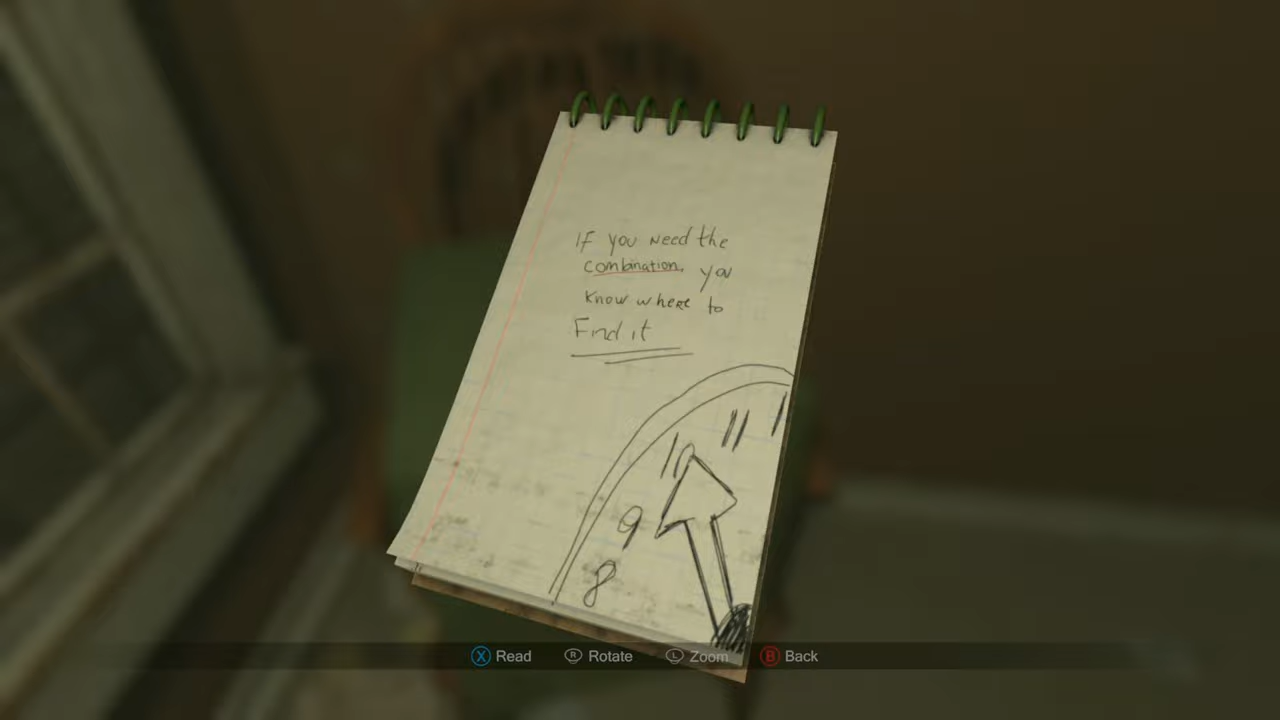 IF you need the
combination, you
know where to
Find it
11
1
10
9
8
X Read R Rotate L Zoom B Back